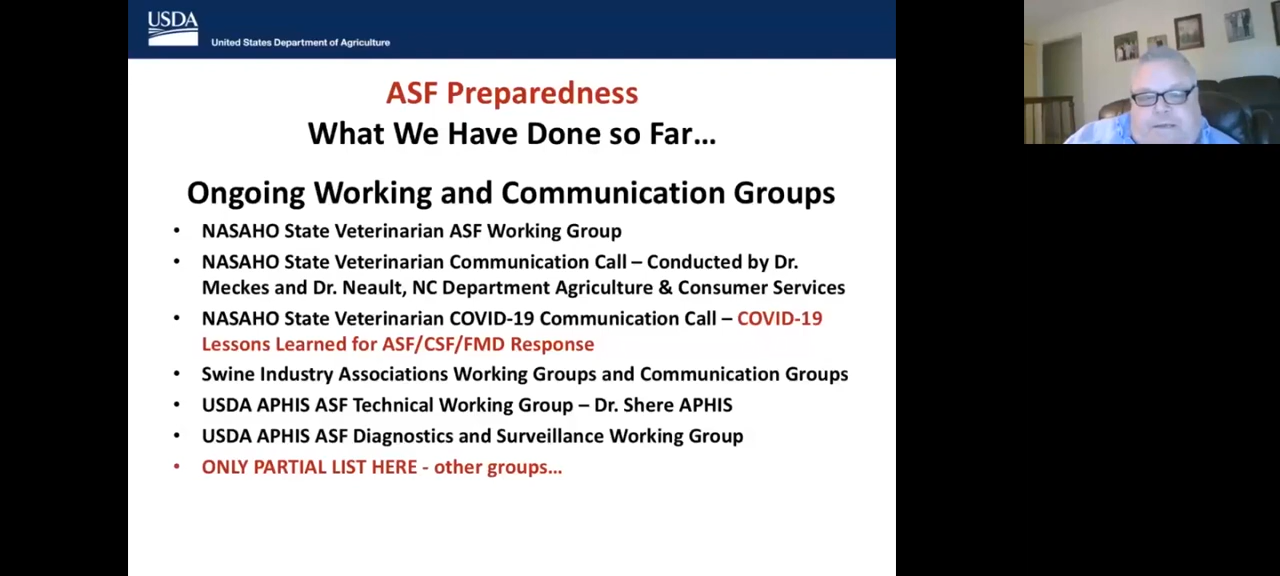 USDA
United States Department of Agriculture
ASF Preparedness
What We Have Done so Far...
Ongoing Working and Communication Groups
• NASAHO State Veterinarian ASF Working Group
• NASAHO State Veterinarian Communication Call – Conducted by Dr.
Meckes and Dr. Neault, NC Department Agriculture & Consumer Services
• NASAHO State Veterinarian COVID-19 Communication Call – COVID-19
Lessons Learned for ASF/CSF/FMD Response
• Swine Industry Associations Working Groups and Communication Groups
• USDA APHIS ASF Technical Working Group – Dr. Shere APHIS
• USDA APHIS ASF Diagnostics and Surveillance Working Group
• ONLY PARTIAL LIST HERE - other groups...